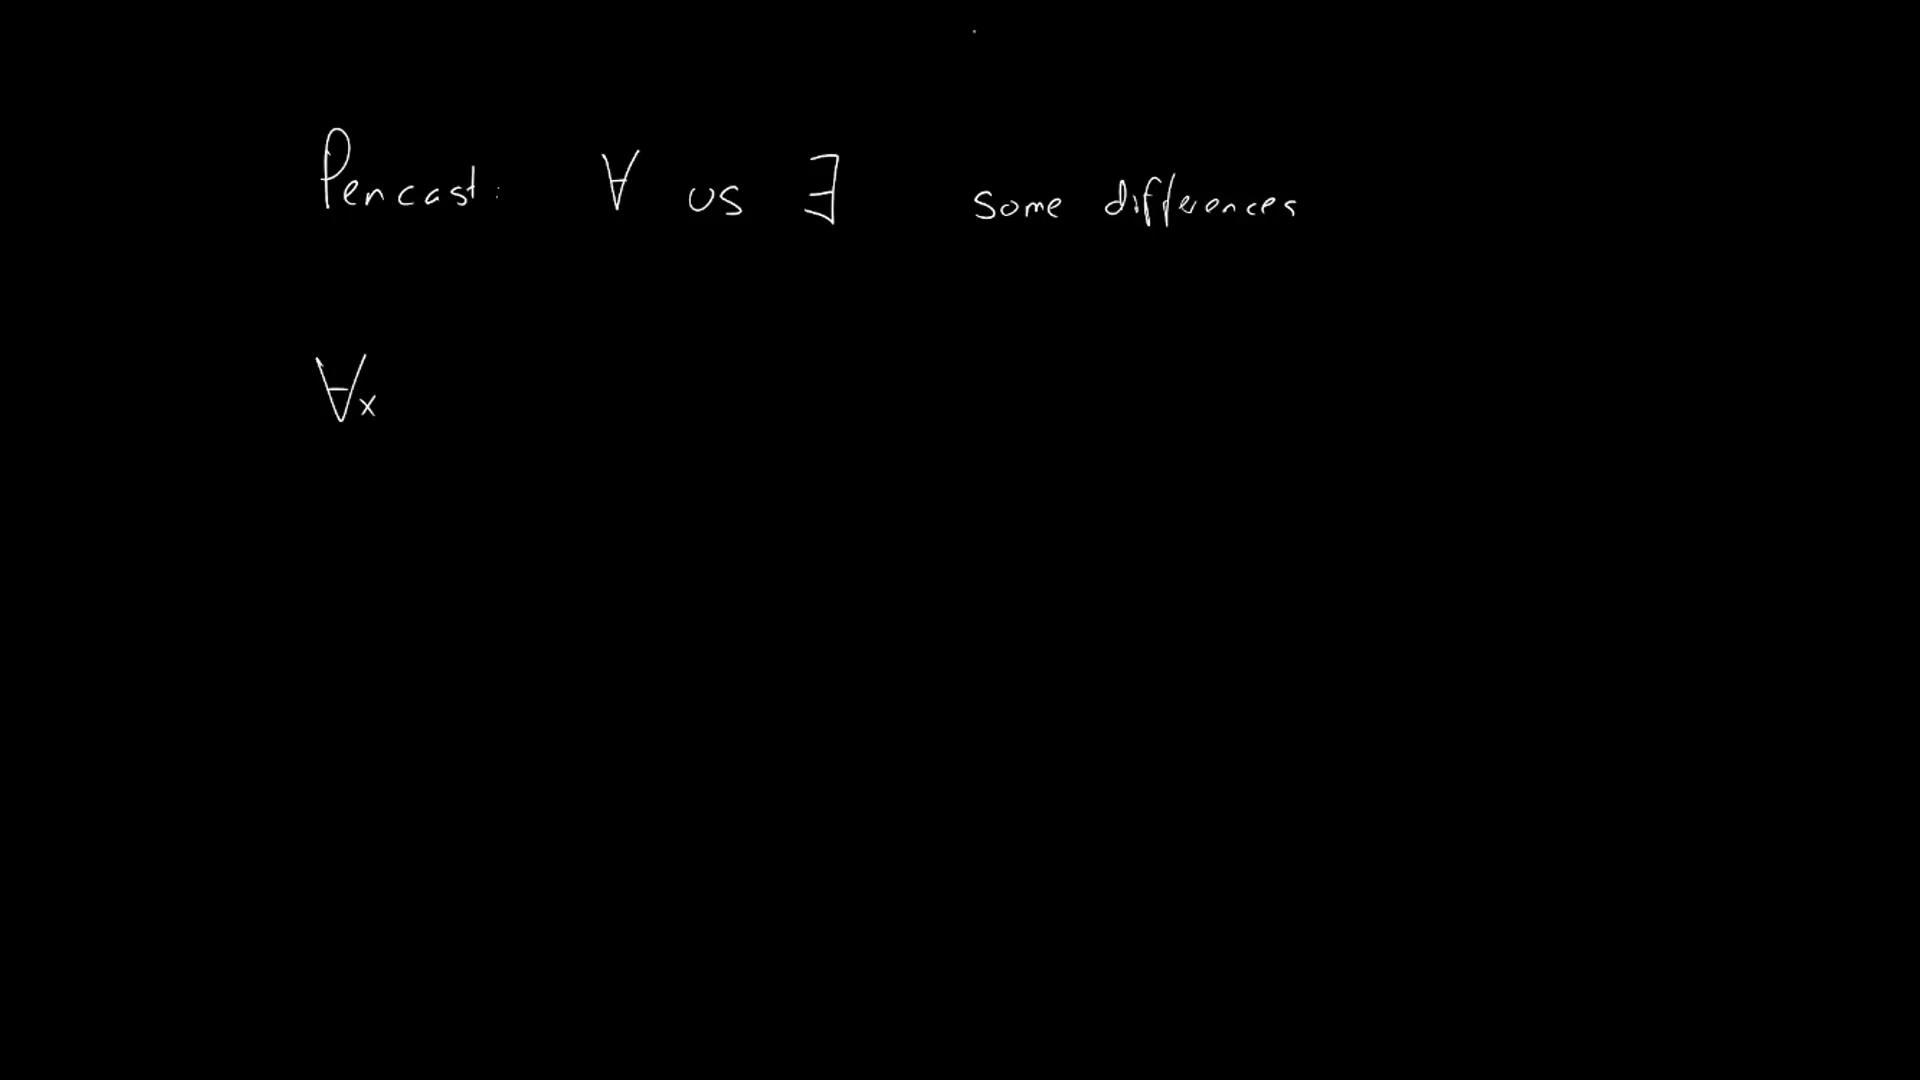 Pencast: ∀ vs ∃ some differences
∀x